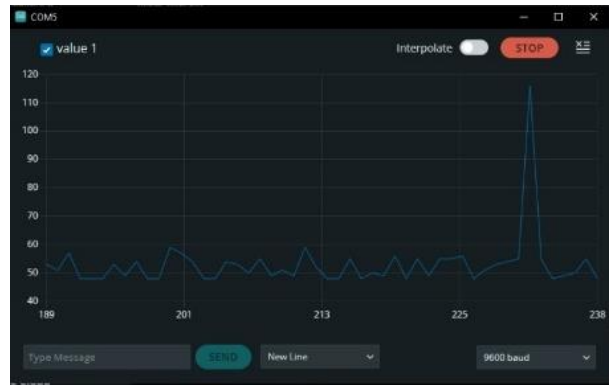 COM5
value 1
Interpolate
STOP
120
110
100
90
80
70
60
50
40
189 201 213 225 238
Type Message SEND New Line 9600 baud